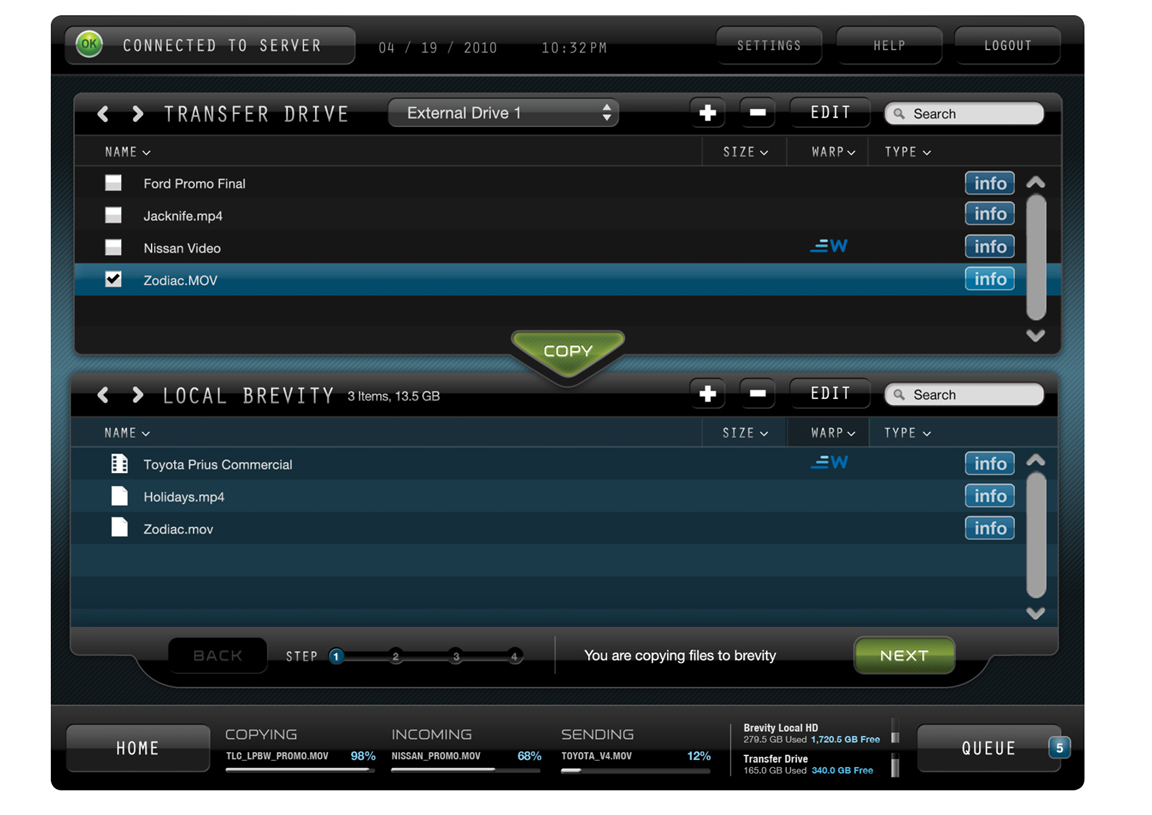 OK CONNECTED TO SERVER 04 / 19 / 2010 10:32PM SETTINGS HELP LOGOUT
TRANSFER DRIVE External Drive 1 EDIT Search
NAME SIZE WARP TYPE
Ford Promo Final info
Jacknife.mp4 info
Nissan Video W info
Zodiac.MOV info
COPY
LOCAL BREVITY 3 Items, 13.5 GB EDIT Search
NAME SIZE WARP TYPE
Toyota Prius Commercial W info
Holidays.mp4 info
Zodiac.mov info
BACK STEP 1 2 3 4 You are copying files to brevity NEXT
HOME
COPYING
TLC_LPBW_PROMO.MOV 98%
INCOMING
NISSAN_PROMO.MOV 68%
SENDING
TOYOTA_V4.MOV 12%
Brevity Local HD
279.5 GB Used 1,720.5 GB Free
Transfer Drive
165.0 GB Used 340.0 GB Free
QUEUE 5